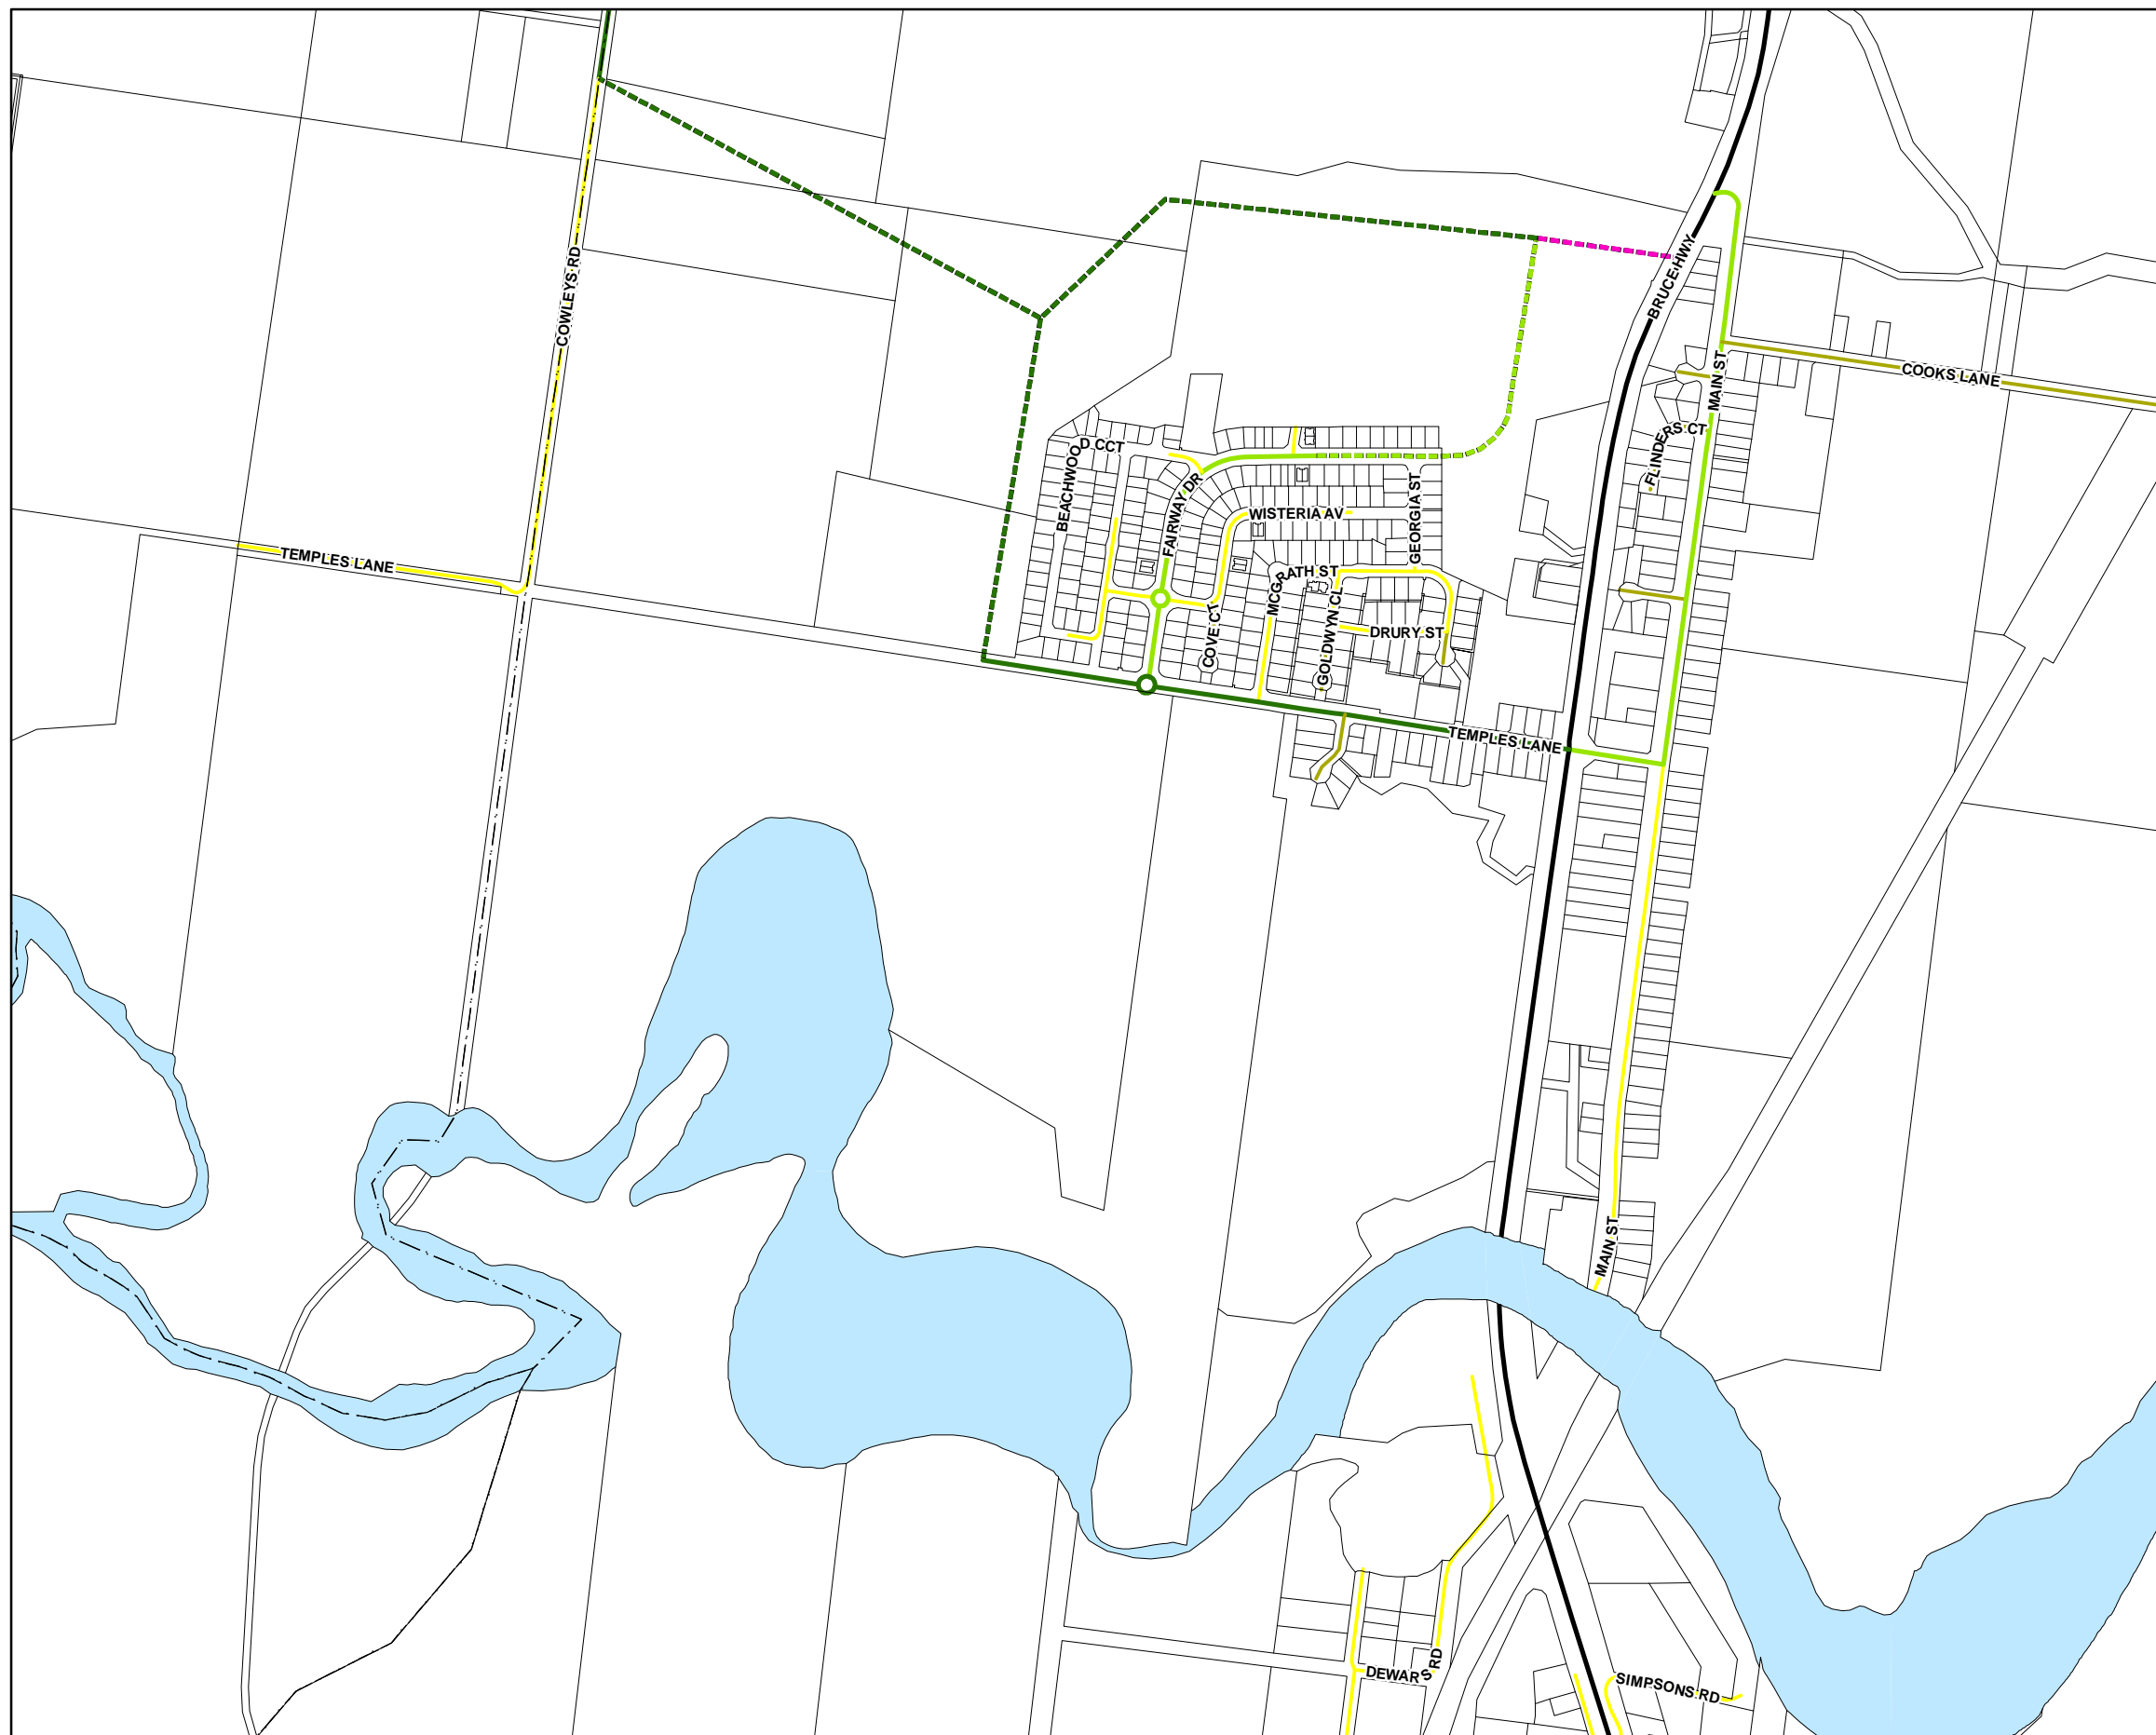 BRUCE HWY
COWLEYS RD
MAIN ST
COOKS LANE
FLINDERS CT
BEACHWOOD CCT
FAIRWAY DR
WISTERIA AV
GEORGIA ST
TEMPLES LANE
MCGRATH ST
GOLDWYN CL
COVE CT
DRURY ST
TEMPLES LANE
MAIN ST
DEWARS RD
SIMPSONS RD